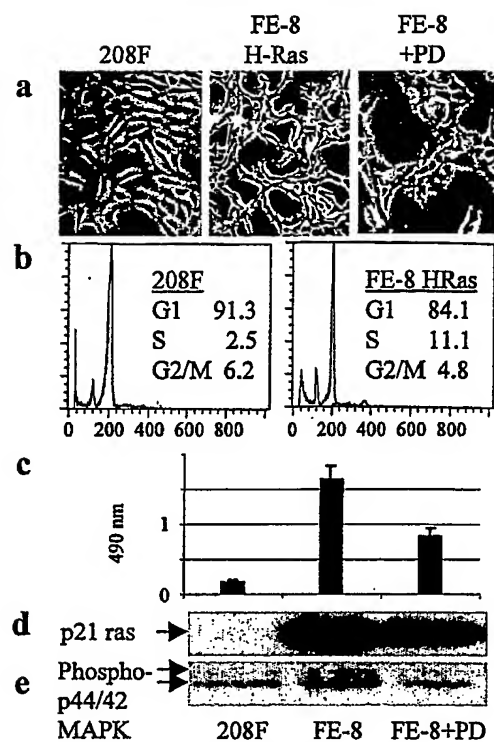 208F
FE-8
H-Ras
FE-8
+PD
a
b
208F
G1 91.3
S 2.5
G2/M 6.2
0 200 400 600 800 1000
FE-8 HRas
G1 84.1
S 11.1
G2/M 4.8
0 200 400 600 800 1000
c
490 nm
1
0
d
p21 ras
e
Phospho-
p44/42
MAPK
208F FE-8 FE-8+PD